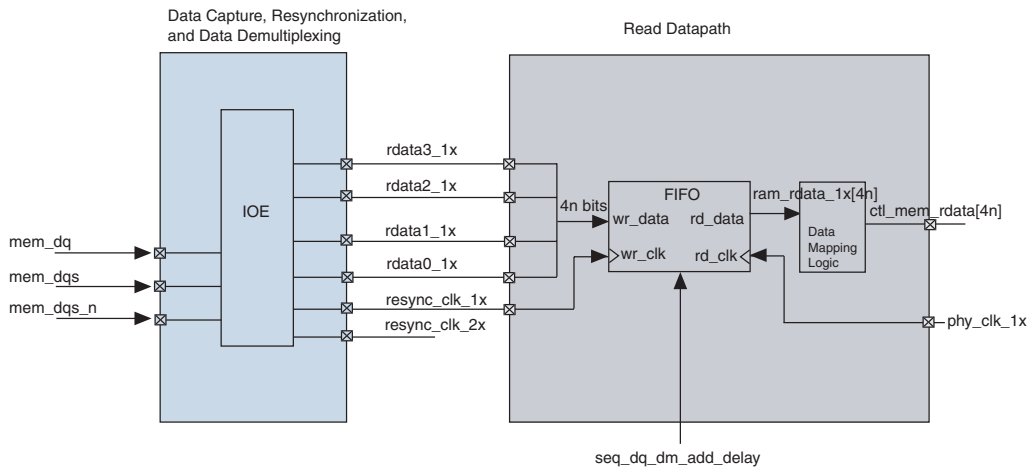 Data Capture, Resynchronization,
and Data Demultiplexing
Read Datapath
IOE
mem_dq
mem_dqs
mem_dqs_n
rdata3_1x
rdata2_1x
rdata1_1x
rdata0_1x
resync_clk_1x
resync_clk_2x
4n bits
FIFO
wr_data
rd_data
wr_clk
rd_clk
ram_rdata_1x[4n]
Data
Mapping
Logic
ctl_mem_rdata[4n]
phy_clk_1x
seq_dq_dm_add_delay